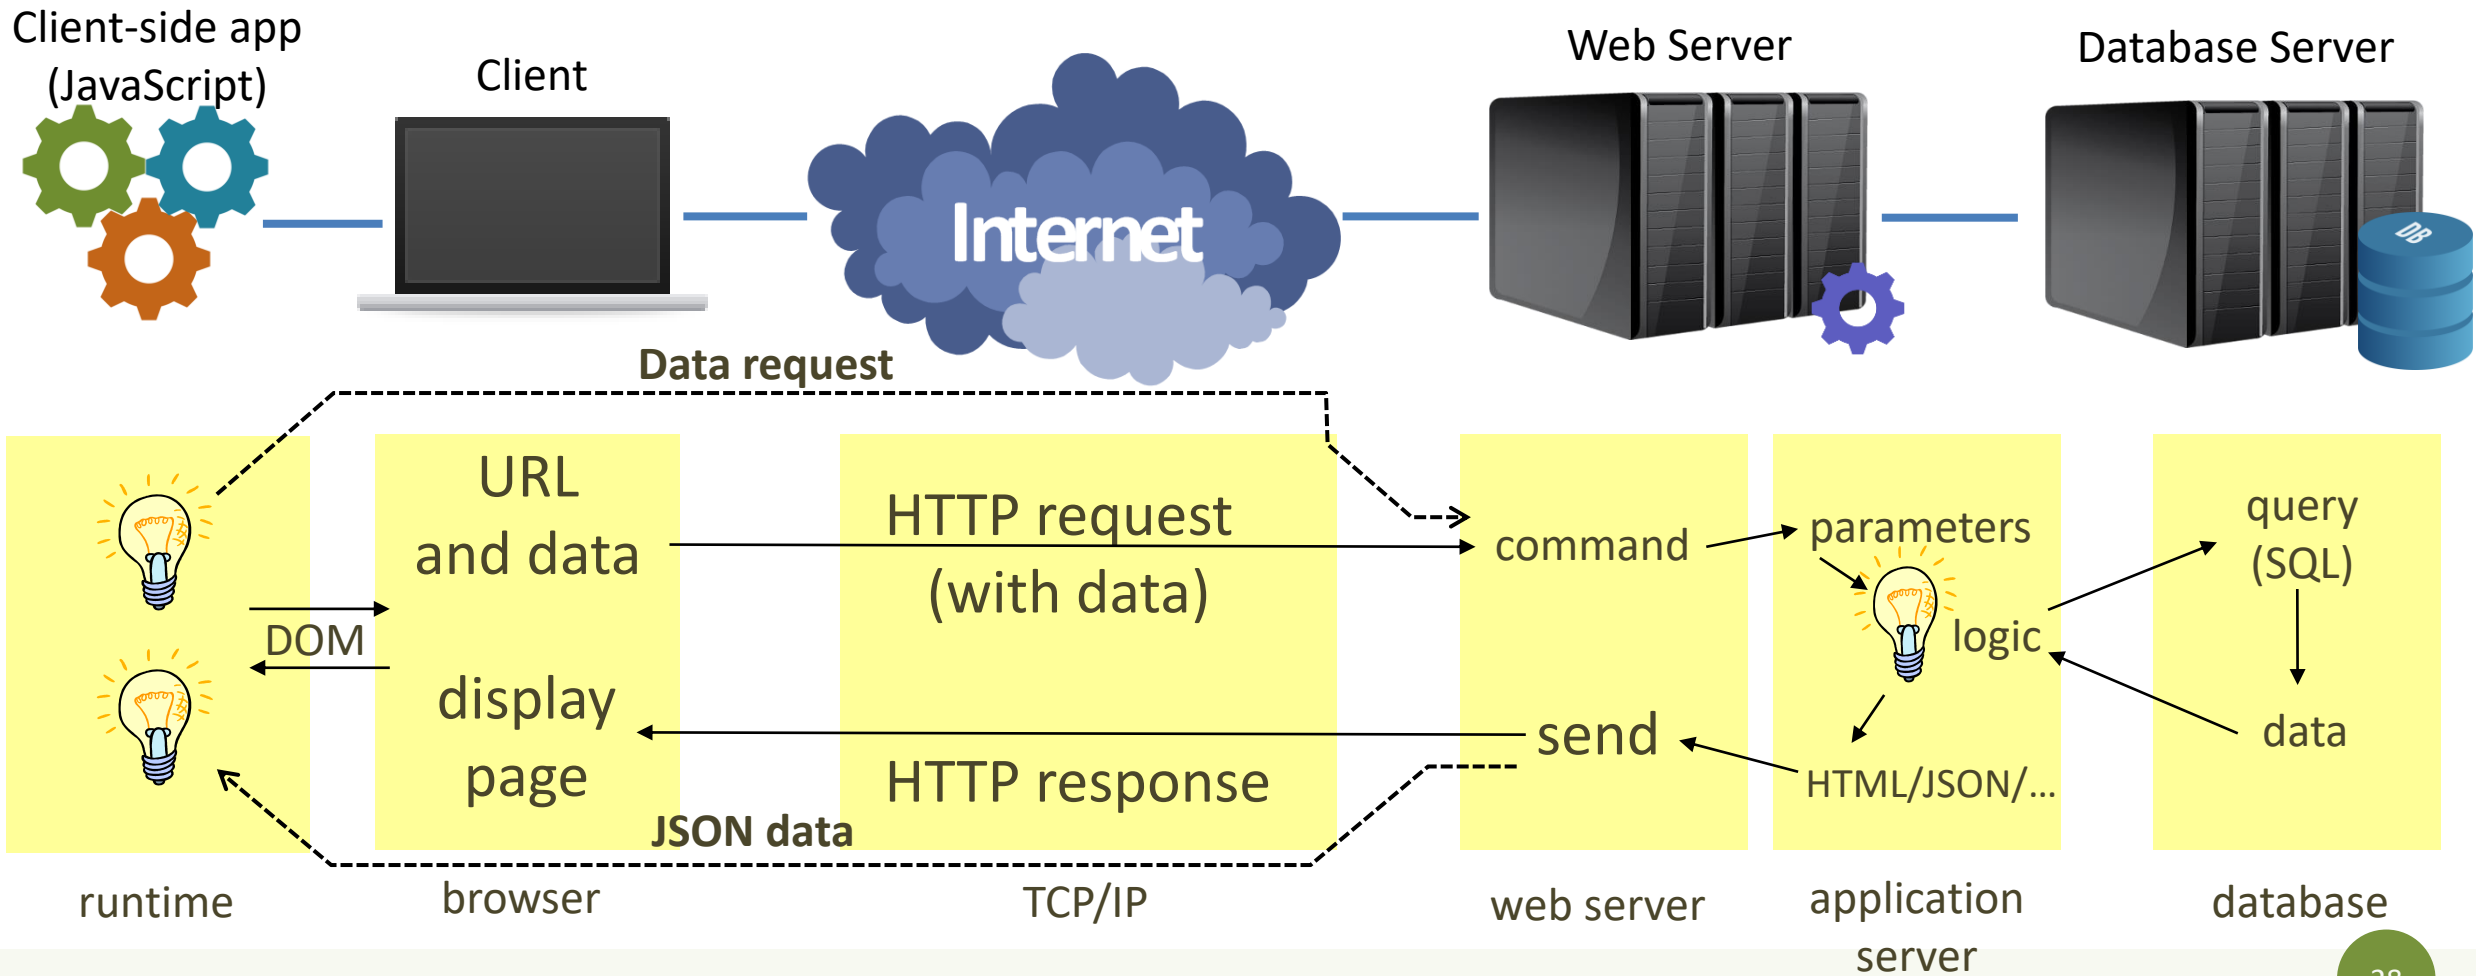 Client-side app
(JavaScript)
Client
Internet
Web Server
Database Server
DB
Data request
URL
and data
HTTP request
(with data)
command
parameters
logic
query
(SQL)
DOM
display
page
HTTP response
send
HTML/JSON/…
data
JSON data
runtime
browser
TCP/IP
web server
application
server
database